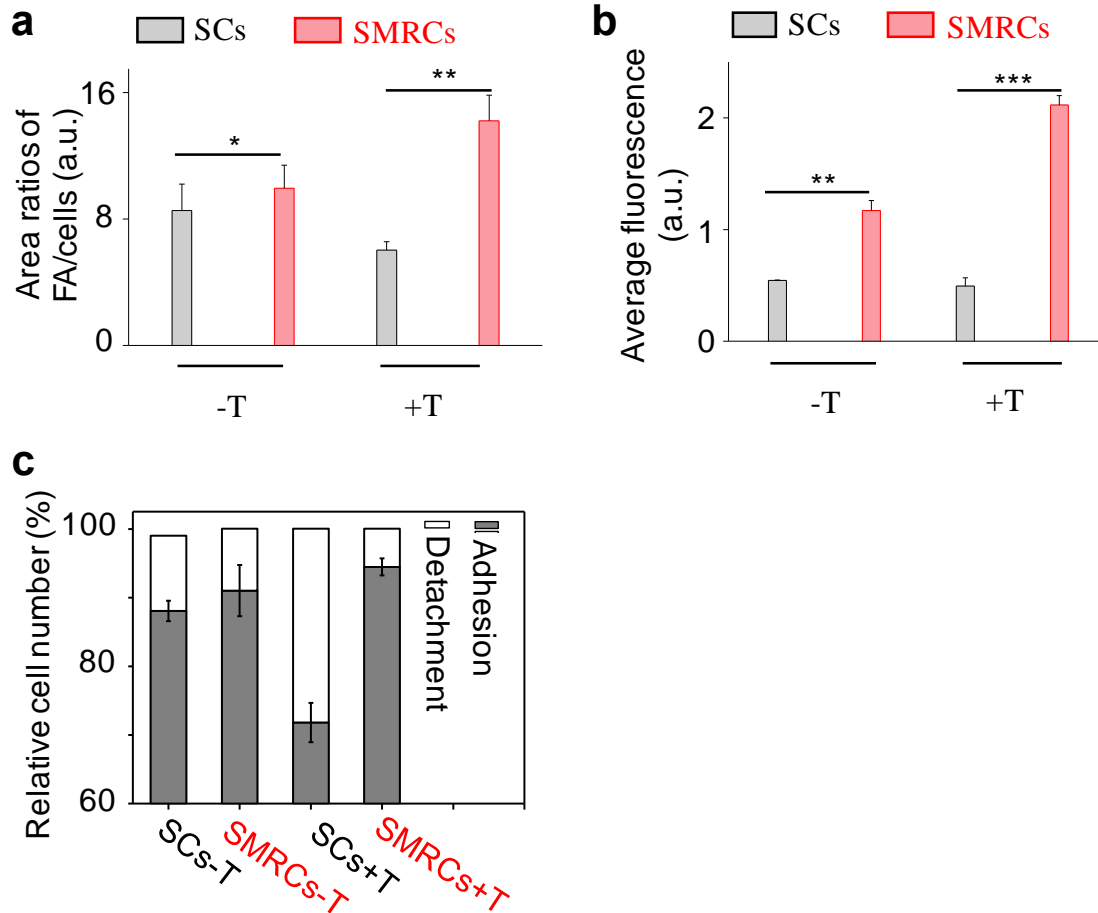 a
SCs
SMRCs
Area ratios of
FA/cells (a.u.)
16
8
0
*
**
-T
+T
b
SCs
SMRCs
Average fluorescence
(a.u.)
2
1
0
**
***
-T
+T
c
Relative cell number (%)
100
80
60
Detachment
Adhesion
SCs-T
SMRCs-T
SCs+T
SMRCs+T